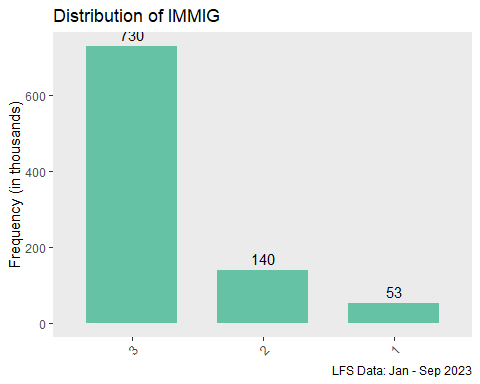 Distribution of IMMIG
730
140
53
600
400
200
0
Frequency (in thousands)
3 2 1
LFS Data: Jan - Sep 2023